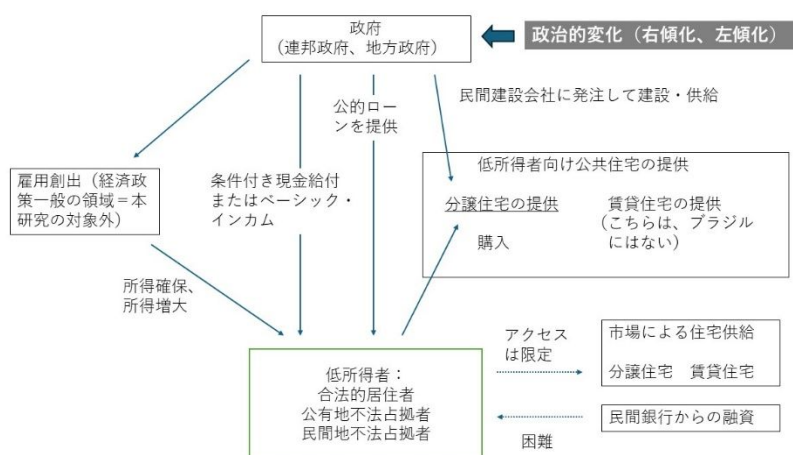 政府
（連邦政府、地方政府）
政治的変化（右傾化、左傾化）
公的ロー
ンを提供
民間建設会社に発注して建設・供給
雇用創出（経済政
策一般の領域＝本
研究の対象外）
条件付き現金給付
またはベーシック・
インカム
低所得者向け公共住宅の提供
分譲住宅の提供
賃貸住宅の提供
（こちらは、ブラジル
にはない）
購入
所得確保、
所得増大
低所得者：
合法的居住者
公有地不法占拠者
民間地不法占拠者
アクセス
は限定
市場による住宅供給
分譲住宅　賃貸住宅
民間銀行からの融資
困難